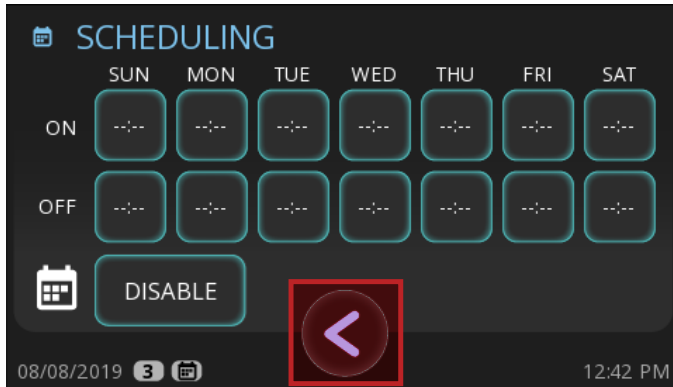 SCHEDULING
SUN MON TUE WED THU FRI SAT
ON --:-- --:-- --:-- --:-- --:-- --:-- --:--
OFF --:-- --:-- --:-- --:-- --:-- --:-- --:--
DISABLE
08/08/2019 3 12:42 PM